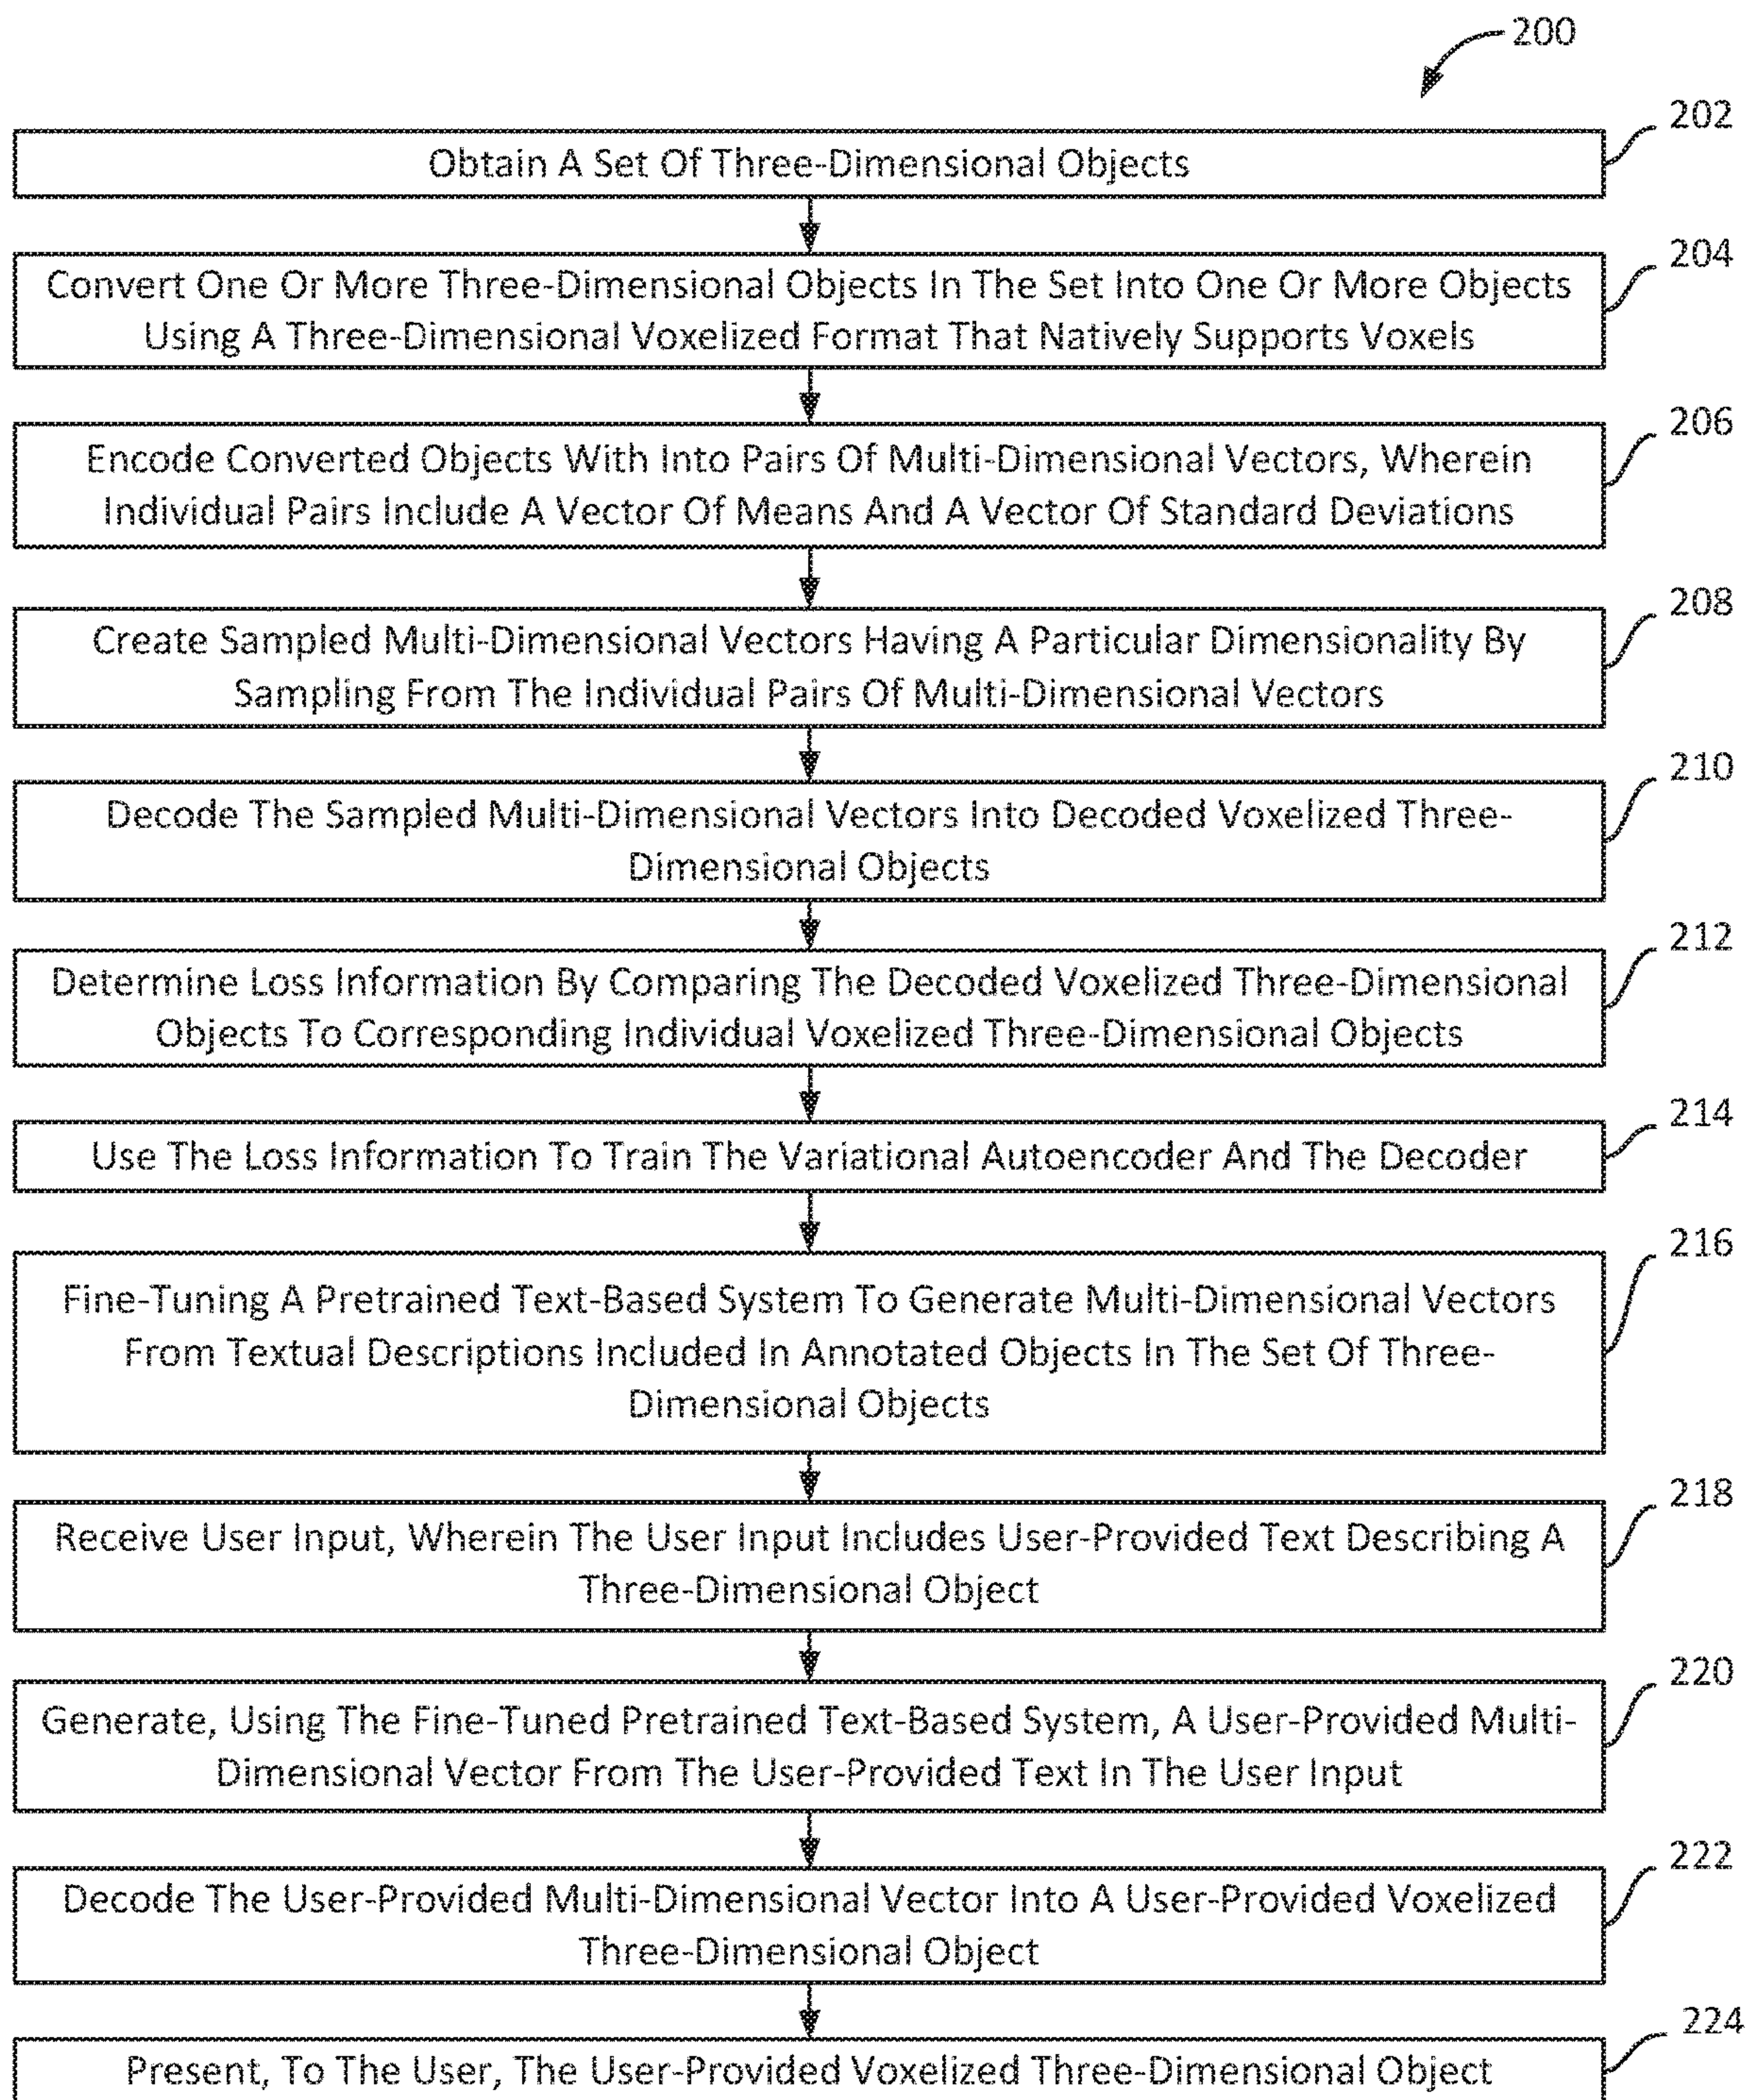 200
202
Obtain A Set Of Three-Dimensional Objects
204
Convert One Or More Three-Dimensional Objects In The Set Into One Or More Objects
Using A Three-Dimensional Voxelized Format That Natively Supports Voxels
206
Encode Converted Objects With Into Pairs Of Multi-Dimensional Vectors, Wherein
Individual Pairs Include A Vector Of Means And A Vector Of Standard Deviations
208
Create Sampled Multi-Dimensional Vectors Having A Particular Dimensionality By
Sampling From The Individual Pairs Of Multi-Dimensional Vectors
210
Decode The Sampled Multi-Dimensional Vectors Into Decoded Voxelized Three-
Dimensional Objects
212
Determine Loss Information By Comparing The Decoded Voxelized Three-Dimensional
Objects To Corresponding Individual Voxelized Three-Dimensional Objects
214
Use The Loss Information To Train The Variational Autoencoder And The Decoder
216
Fine-Tuning A Pretrained Text-Based System To Generate Multi-Dimensional Vectors
From Textual Descriptions Included In Annotated Objects In The Set Of Three-
Dimensional Objects
218
Receive User Input, Wherein The User Input Includes User-Provided Text Describing A
Three-Dimensional Object
220
Generate, Using The Fine-Tuned Pretrained Text-Based System, A User-Provided Multi-
Dimensional Vector From The User-Provided Text In The User Input
222
Decode The User-Provided Multi-Dimensional Vector Into A User-Provided Voxelized
Three-Dimensional Object
224
Present, To The User, The User-Provided Voxelized Three-Dimensional Object